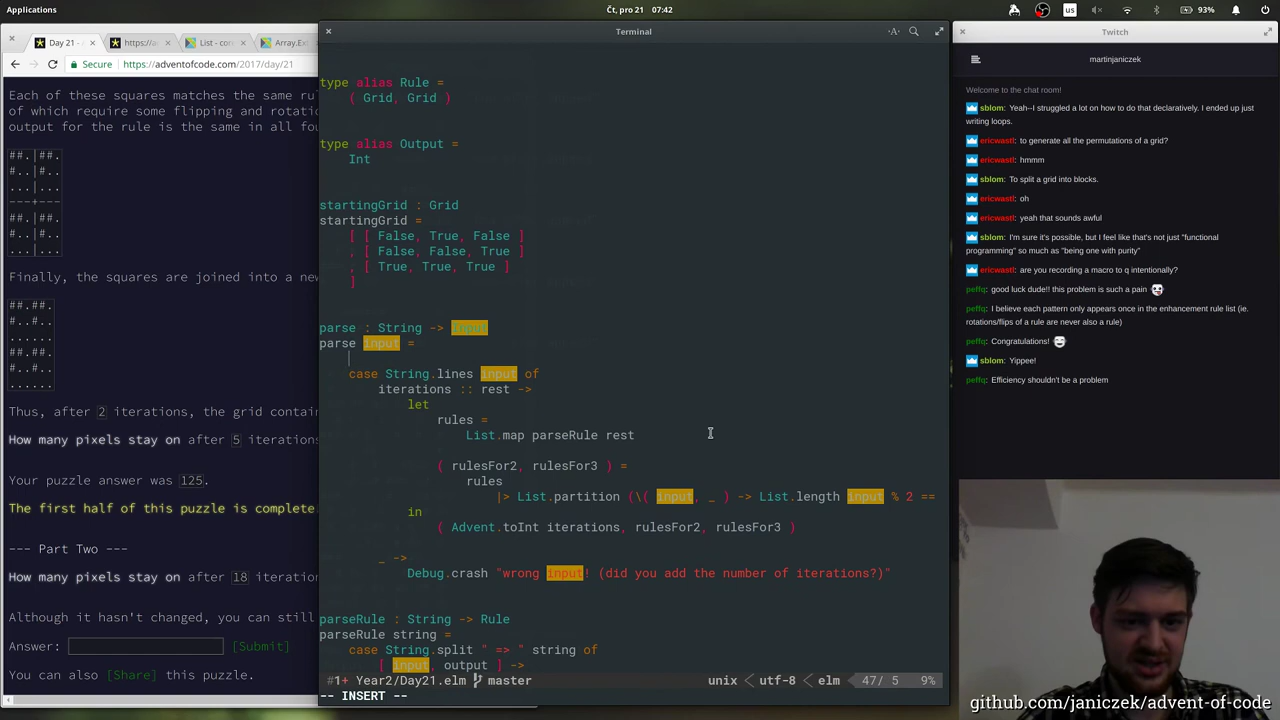 Applications
Čt, pro 21 07:42
us
93%
Day 21 -
https://a
List - co
Array.Ex
Secure
https://adventofcode.com/2017/day/21
Each of these squares matches the same ru
of which require some flipping and rotatio
output for the rule is the same in all fou
##.|##.
#..|#..
...|...
---+---
##.|##.
#..|#..
...|...
Finally, the squares are joined into a new
##.##.
#..#..
......
##.##.
#..#..
......
Thus, after 2 iterations, the grid contain
How many pixels stay on after 5 iterations
Your puzzle answer was 125.
The first half of this puzzle is complete
--- Part Two ---
How many pixels stay on after 18 iteration
Although it hasn't changed, you can still
Answer:
[Submit]
You can also [Share] this puzzle.
Terminal
type alias Rule =
( Grid, Grid )
type alias Output =
Int
startingGrid : Grid
startingGrid =
[ [ False, True, False ]
, [ False, False, True ]
, [ True, True, True ]
]
parse : String -> Input
parse input =
case String.lines input of
iterations :: rest ->
let
rules =
List.map parseRule rest
( rulesFor2, rulesFor3 ) =
rules
|> List.partition (\( input, _ ) -> List.length input % 2 ==
in
( Advent.toInt iterations, rulesFor2, rulesFor3 )
_ ->
Debug.crash "wrong input! (did you add the number of iterations?)"
parseRule : String -> Rule
parseRule string =
case String.split " => " string of
[ input, output ] ->
#1+ Year2/Day21.elm master
unix < utf-8 < elm
47/ 5
9%
-- INSERT --
Twitch
martinjaniczek
Welcome to the chat room!
sblom: Yeah--I struggled a lot on how to do that declaratively. I ended up just
writing loops.
ericwastl: to generate all the permutations of a grid?
ericwastl: hmmm
sblom: To split a grid into blocks.
ericwastl: oh
ericwastl: yeah that sounds awful
sblom: I'm sure it's possible, but I feel like that's not just "functional
programming" so much as "being one with purity"
ericwastl: are you recording a macro to q intentionally?
peffq: good luck dude!! this problem is such a pain
peffq: I believe each pattern only appears once in the enhancement rule list (ie.
rotations/flips of a rule are never also a rule)
peffq: Congratulations!
sblom: Yippee!
peffq: Efficiency shouldn't be a problem
github.com/janiczek/advent-of-code